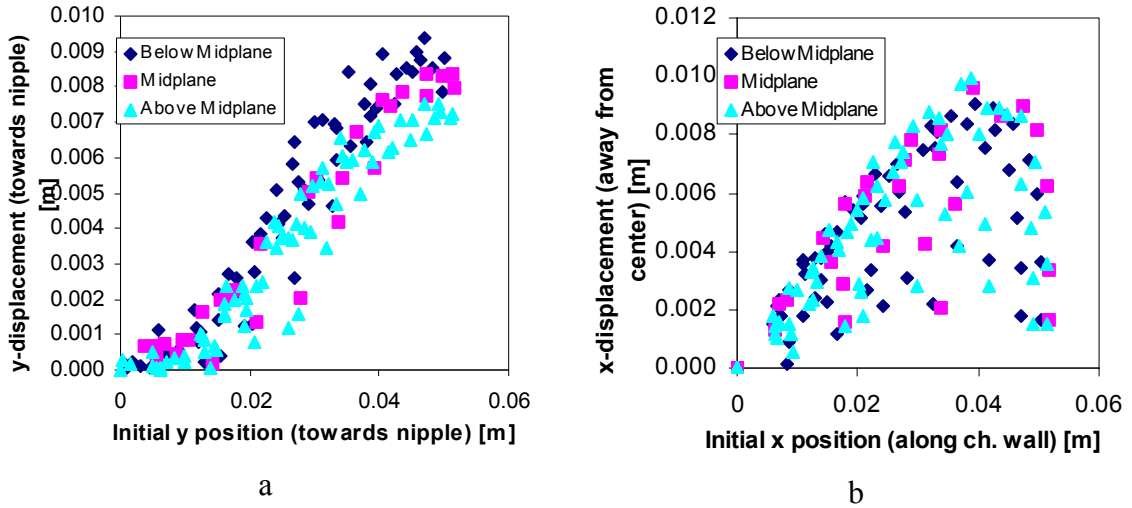 0.010
0.009
0.008
0.007
0.006
0.005
0.004
0.003
0.002
0.001
0.000
y-displacement (towards nipple)
[m]
Below Midplane
Midplane
Above Midplane
0
0.02
0.04
0.06
Initial y position (towards nipple) [m]
a
0.012
0.010
0.008
0.006
0.004
0.002
0.000
x-displacement (away from
center) [m]
Below Midplane
Midplane
Above Midplane
0
0.02
0.04
0.06
Initial x position (along ch. wall) [m]
b